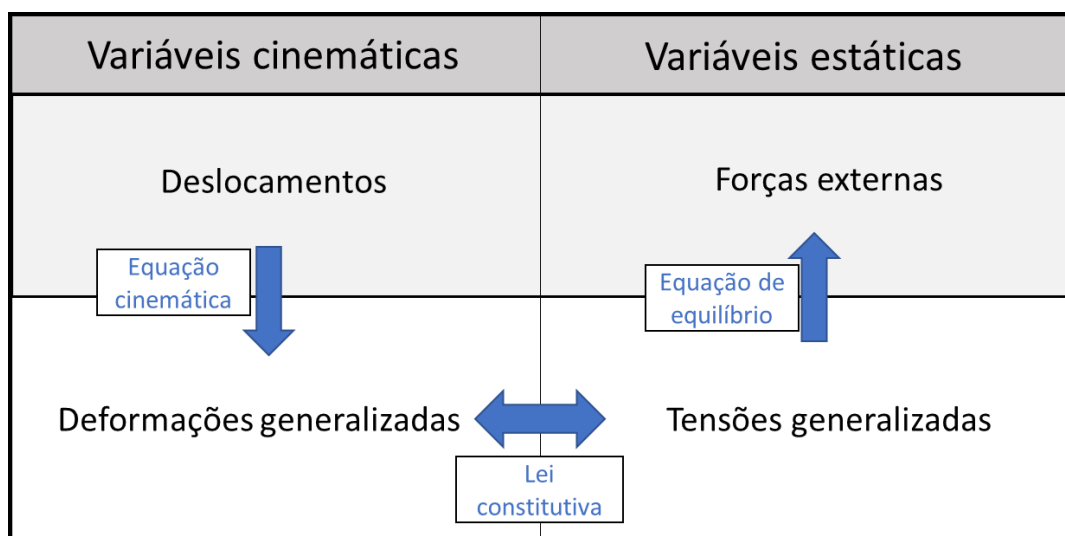 Variáveis cinemáticas
Variáveis estáticas
Deslocamentos
Forças externas
Equação
cinemática
Equação de
equilíbrio
Deformações generalizadas
Tensões generalizadas
Lei
constitutiva